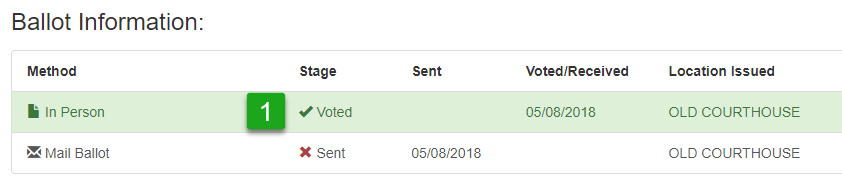 Ballot Information:
Method Stage Sent Voted/Received Location Issued
In Person 1 Voted 05/08/2018 OLD COURTHOUSE
Mail Ballot Sent 05/08/2018 OLD COURTHOUSE